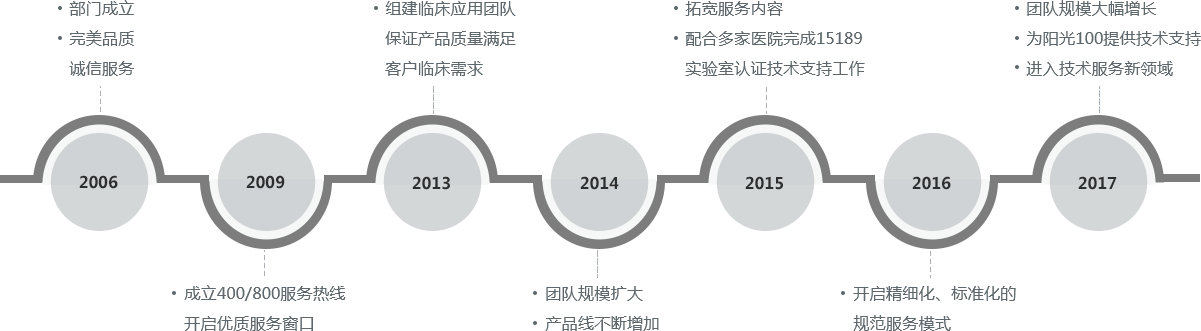 • 部门成立
• 完美品质
诚信服务
• 组建临床应用团队
保证产品质量满足
客户临床需求
• 拓宽服务内容
• 配合多家医院完成15189
实验室认证技术支持工作
• 团队规模大幅增长
• 为阳光100提供技术支持
• 进入技术服务新领域
2006
2009
2013
2014
2015
2016
2017
• 成立400/800服务热线
开启优质服务窗口
• 团队规模扩大
• 产品线不断增加
• 开启精细化、标准化的
规范服务模式